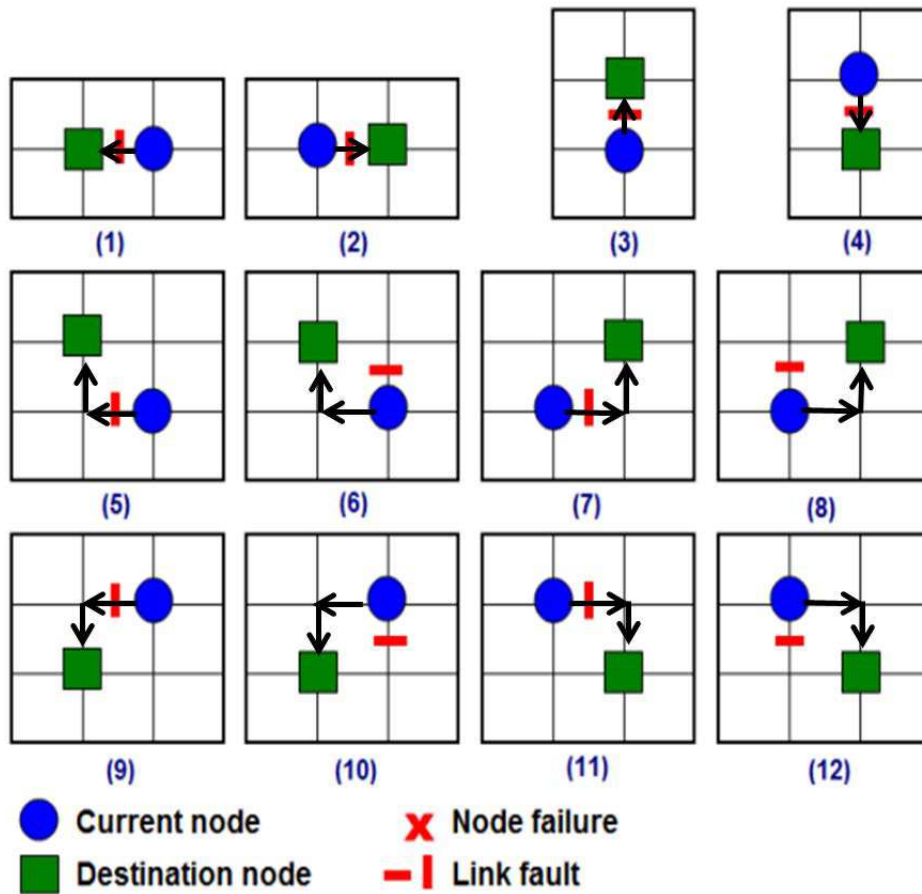 (1) (2) (3) (4)
(5) (6) (7) (8)
(9) (10) (11) (12)
Current node x Node failure
Destination node Link fault